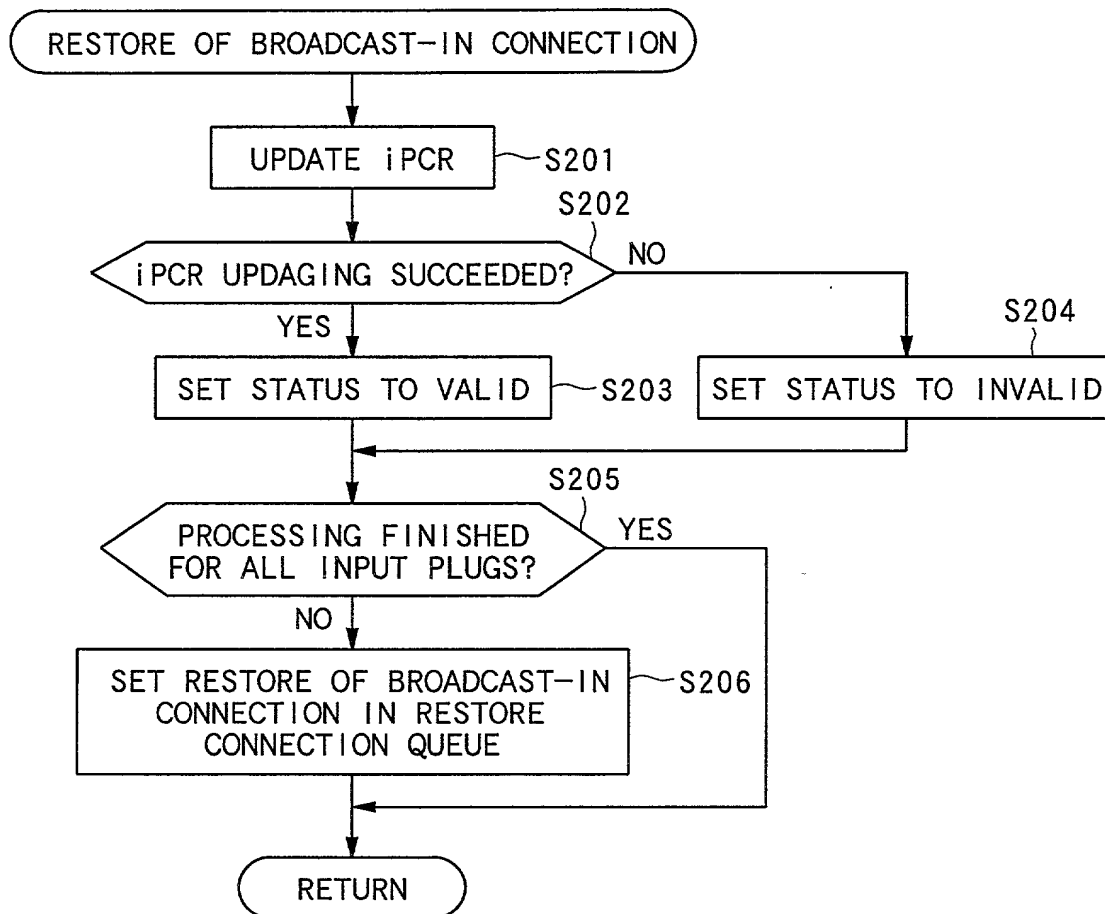 RESTORE OF BROADCAST-IN CONNECTION
UPDATE iPCR
S201
S202
iPCR UPDAGING SUCCEEDED?
NO
YES
S204
SET STATUS TO VALID
S203
SET STATUS TO INVALID
S205
PROCESSING FINISHED
FOR ALL INPUT PLUGS?
YES
NO
SET RESTORE OF BROADCAST-IN
CONNECTION IN RESTORE
CONNECTION QUEUE
S206
RETURN